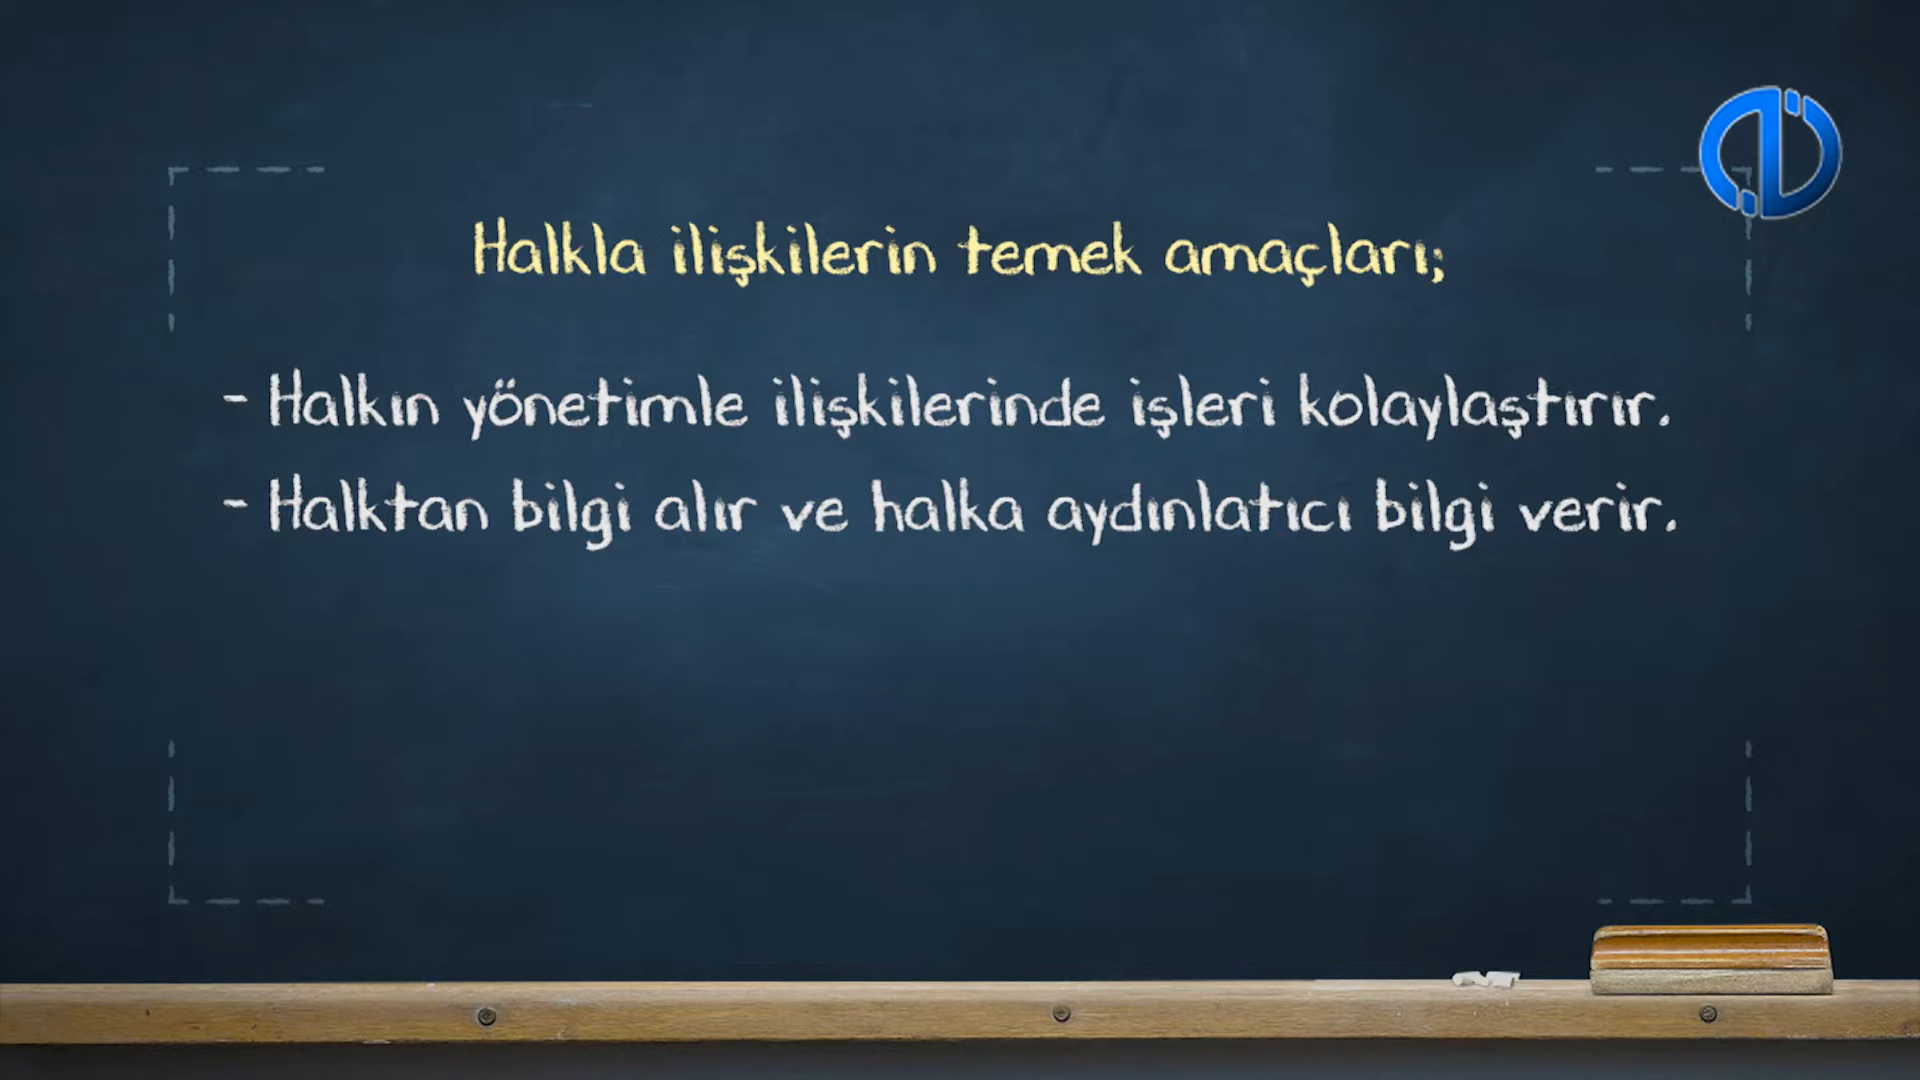 Halkla ilişkilerin temek amaçları;
- Halkın yönetimle ilişkilerinde işleri kolaylaştırır.
- Halktan bilgi alır ve halka aydınlatıcı bilgi verir.